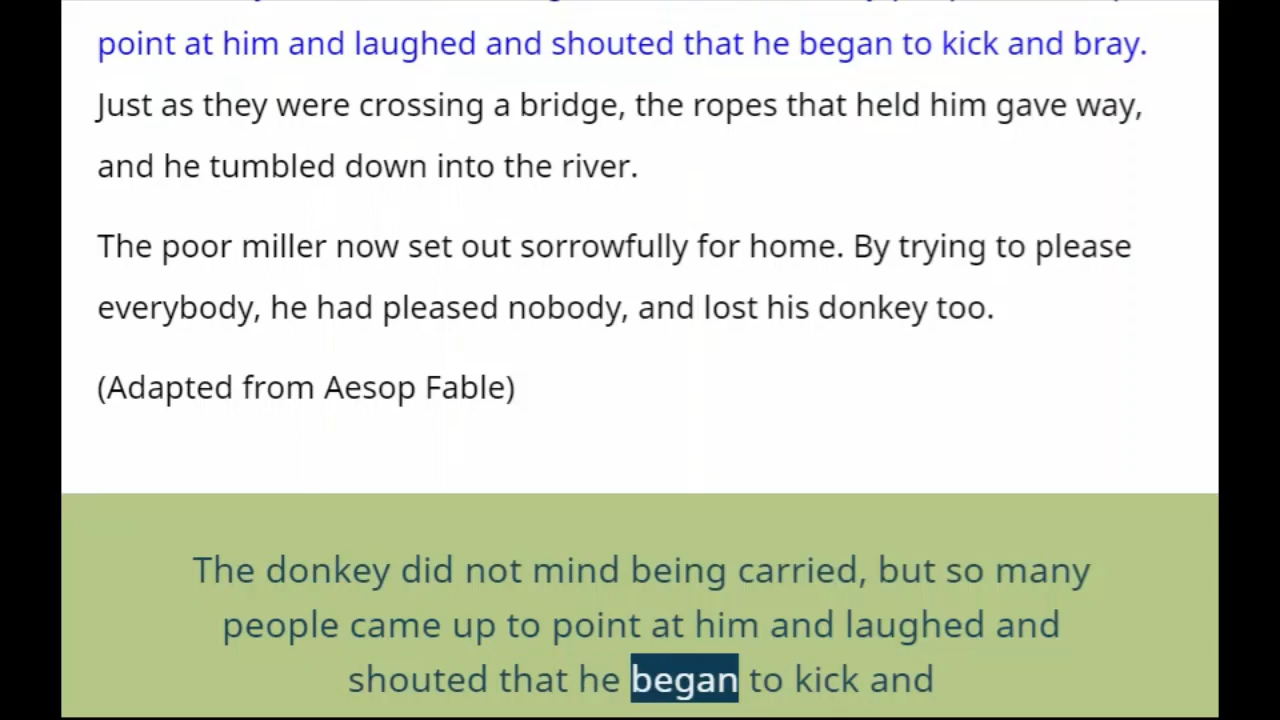 point at him and laughed and shouted that he began to kick and bray.
Just as they were crossing a bridge, the ropes that held him gave way,
and he tumbled down into the river.
The poor miller now set out sorrowfully for home. By trying to please
everybody, he had pleased nobody, and lost his donkey too.
(Adapted from Aesop Fable)
The donkey did not mind being carried, but so many
people came up to point at him and laughed and
shouted that he began to kick and